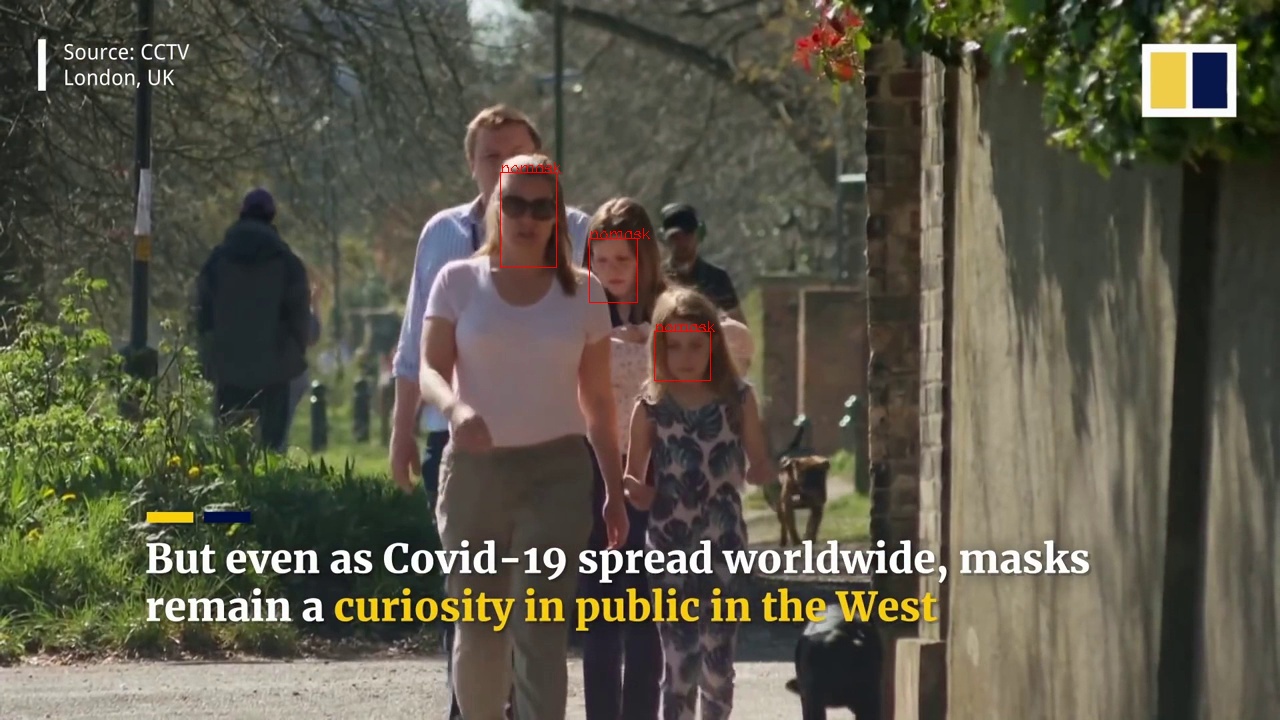 Source: CCTV
London, UK
nomask
nomask
nomask
But even as Covid-19 spread worldwide, masks
remain a curiosity in public in the West